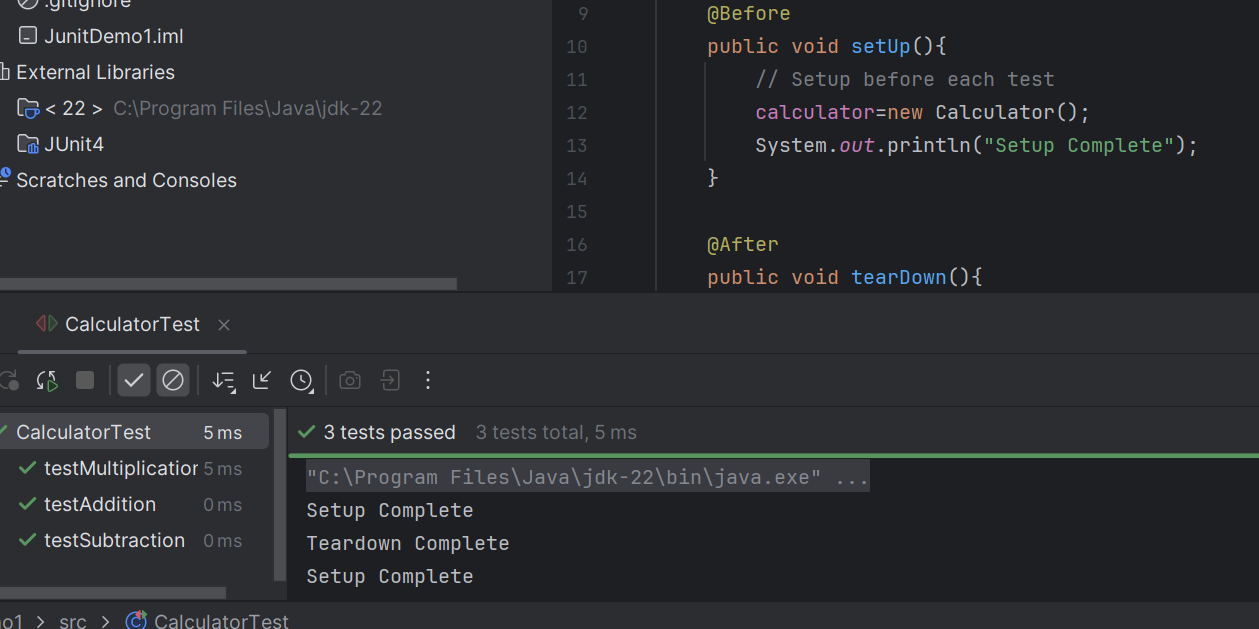 .gitignore
JunitDemo1.iml
External Libraries
< 22 > C:\Program Files\Java\jdk-22
JUnit4
Scratches and Consoles
9 @Before
10 public void setUp(){
11 // Setup before each test
12 calculator=new Calculator();
13 System.out.println("Setup Complete");
14 }
15
16 @After
17 public void tearDown(){
CalculatorTest
CalculatorTest 5 ms
testMultiplication 5 ms
testAddition 0 ms
testSubtraction 0 ms
3 tests passed 3 tests total, 5 ms
"C:\Program Files\Java\jdk-22\bin\java.exe" ...
Setup Complete
Teardown Complete
Setup Complete
mo1 > src > CalculatorTest